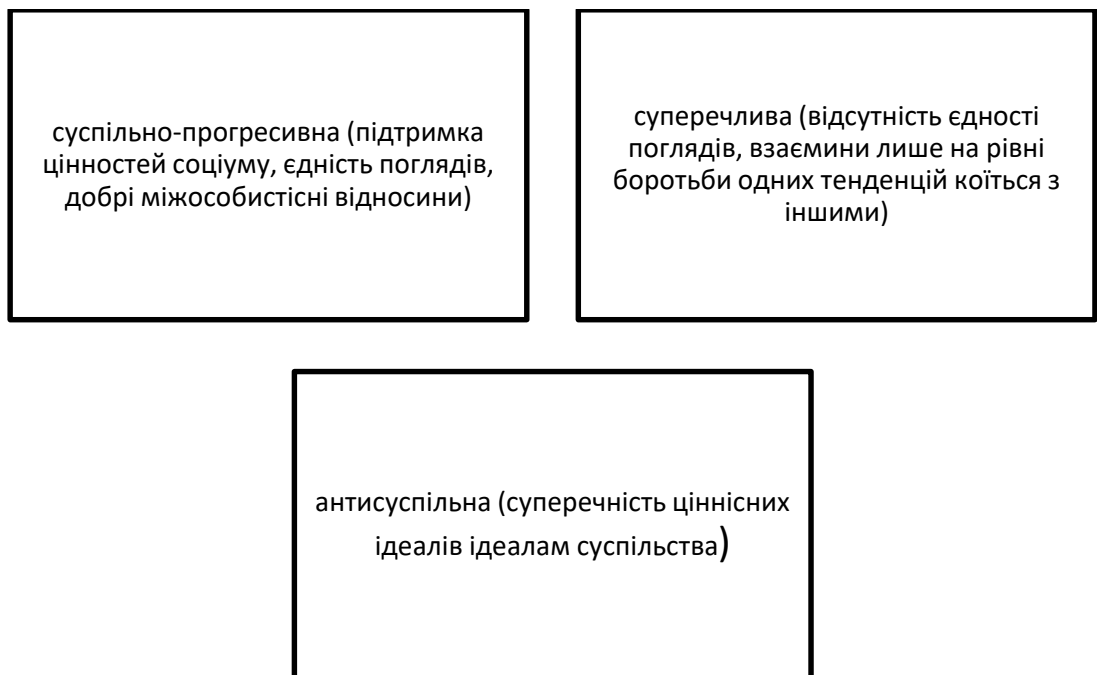 суспільно-прогресивна (підтримка
цінностей соціуму, єдність поглядів,
добрі міжособистісні відносини)
суперечлива (відсутність єдності
поглядів, взаємини лише на рівні
боротьби одних тенденцій коїться з
іншими)
антисуспільна (суперечність ціннісних
ідеалів ідеалам суспільства)